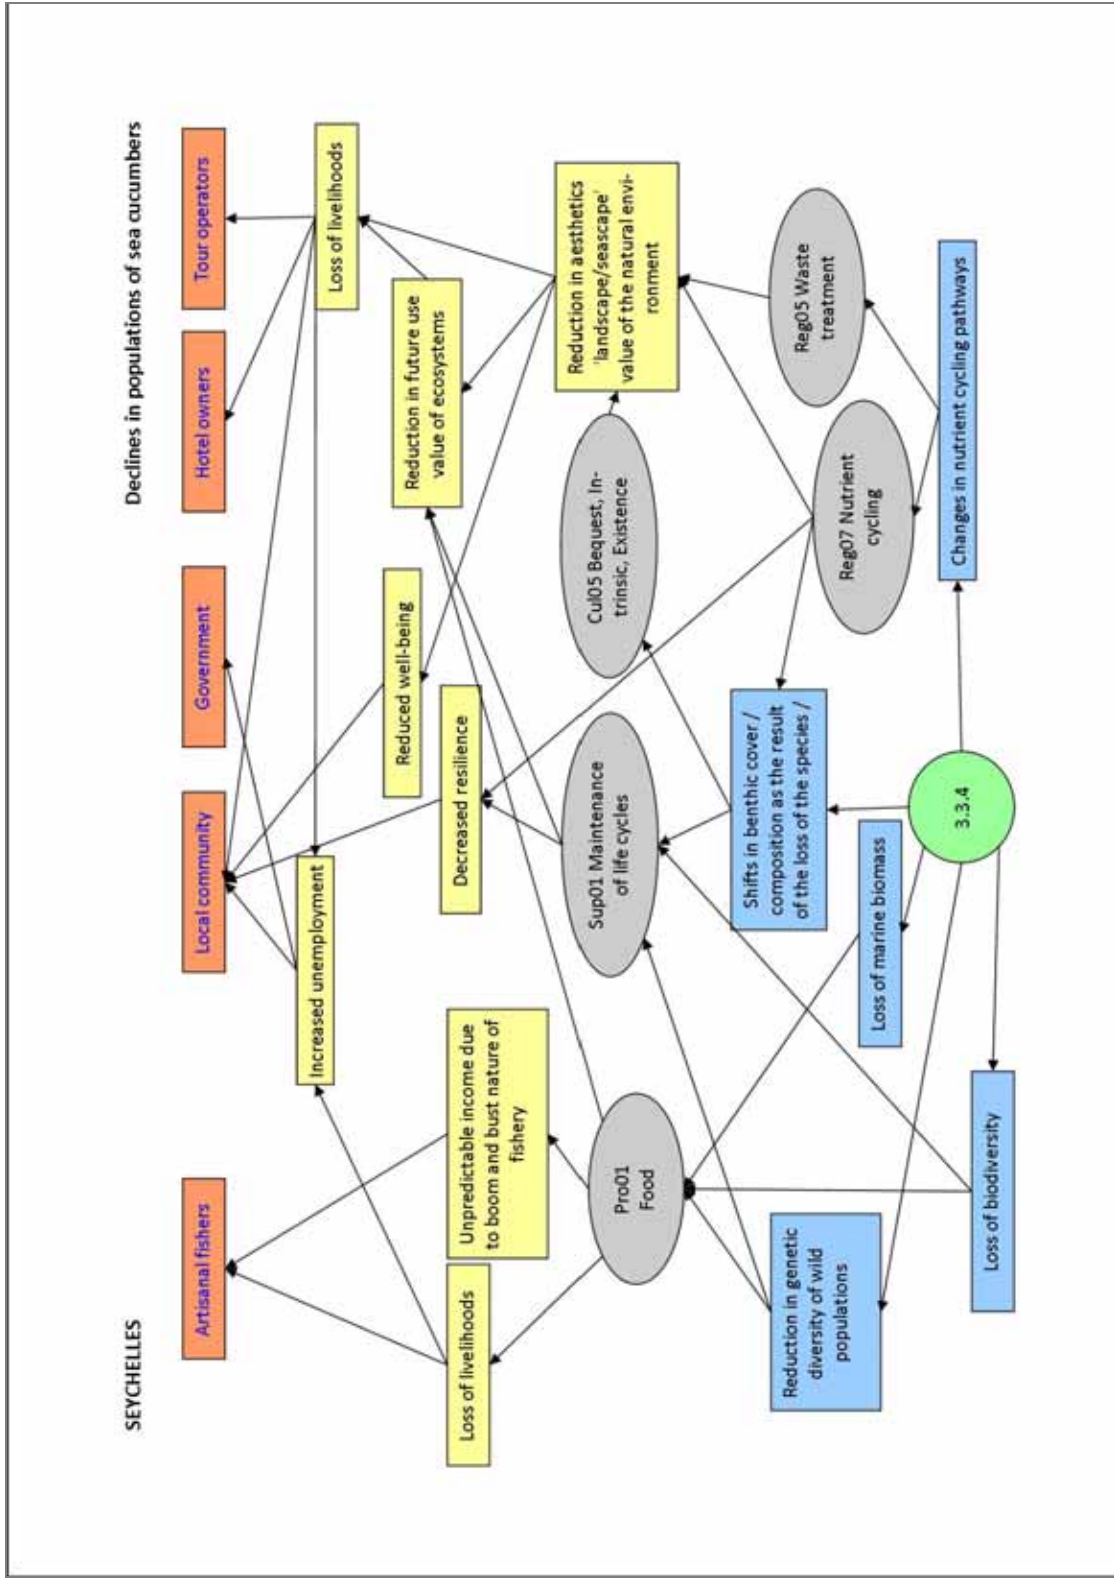 SEYCHELLES
Declines in populations of sea cucumbers
Artisanal fishers
Local community
Government
Hotel owners
Tour operators
Increased unemployment
Loss of livelihoods
Loss of livelihoods
Unpredictable income due
to boom and bust nature of
fishery
Decreased resilience
Reduced well-being
Reduction in future use
value of ecosystems
Pro01
Food
Sup01 Maintenance
of life cycles
Cul05 Bequest, In-
trinsic, Existence
Reduction in aesthetics
‘landscape/seascape’
value of the natural envi-
ronment
Reduction in genetic
diversity of wild
populations
Shifts in benthic cover /
composition as the result
of the loss of the species /
Reg07 Nutrient
cycling
Reg05 Waste
treatment
Loss of marine biomass
Loss of biodiversity
3.3.4
Changes in nutrient cycling pathways